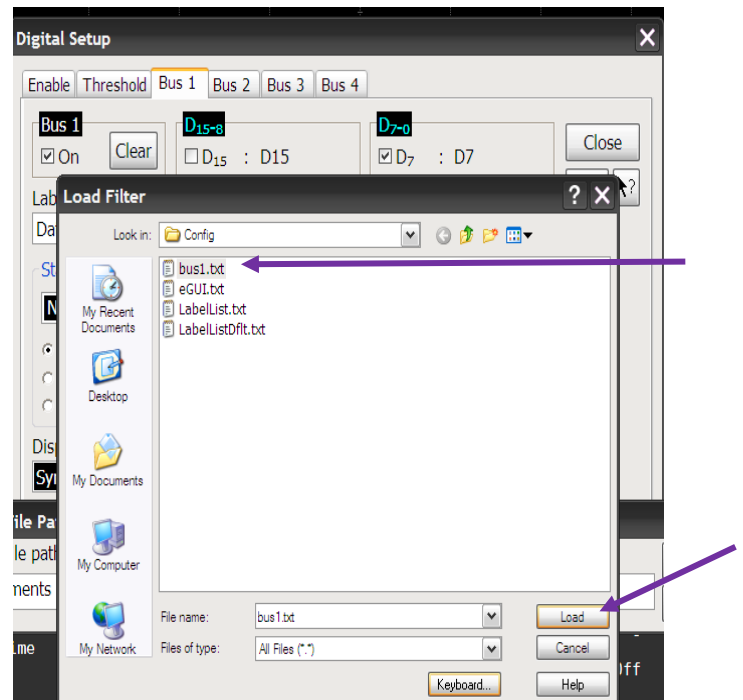 Digital Setup
Enable Threshold Bus 1 Bus 2 Bus 3 Bus 4
Bus 1
On Clear
D15-8
D15 : D15
D7-0
D7 : D7
Close
?
Load Filter ?
Look in: Config
My Recent
Documents
Desktop
My Documents
My Computer
My Network
bus1.txt
eGUI.txt
LabelList.txt
LabelListDflt.txt
File name: bus1.txt Load
Files of type: All Files (*.*) Cancel
Keyboard... Help